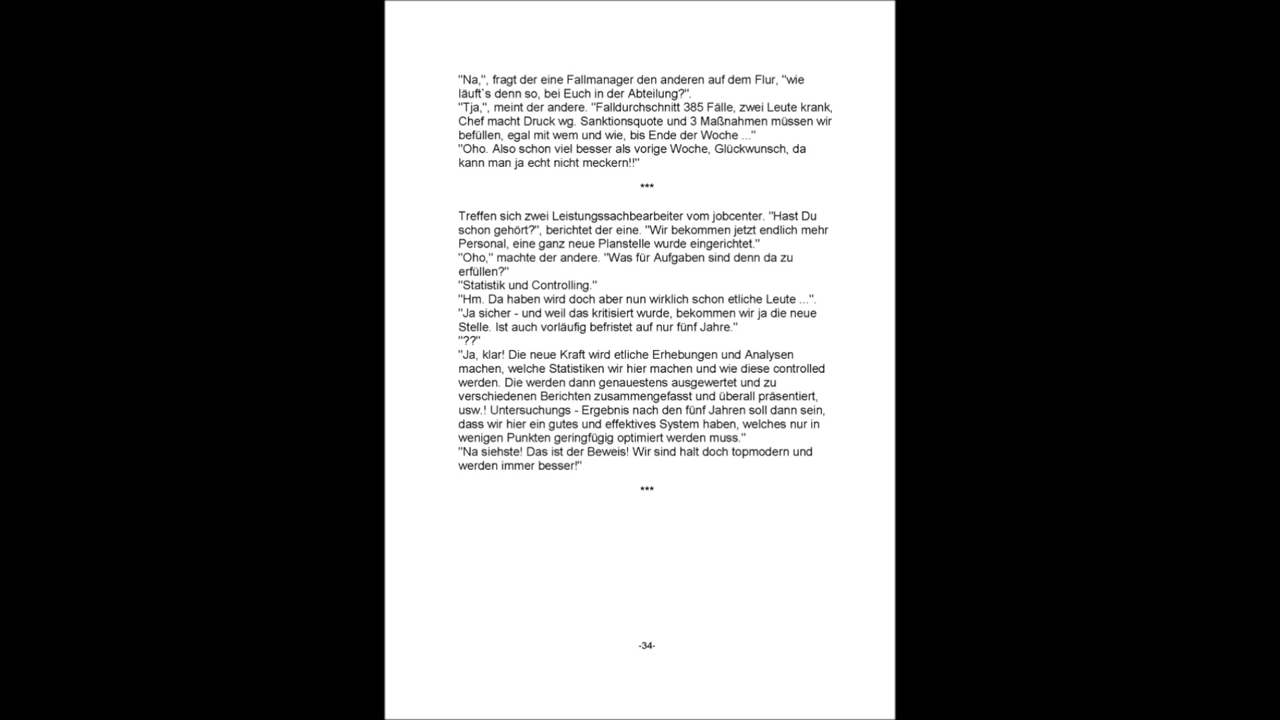 "Na,", fragt der eine Fallmanager den anderen auf dem Flur, "wie
läuft`s denn so, bei Euch in der Abteilung?".
"Tja,", meint der andere. "Falldurchschnitt 385 Fälle, zwei Leute krank,
Chef macht Druck wg. Sanktionsquote und 3 Maßnahmen müssen wir
befüllen, egal mit wem und wie, bis Ende der Woche ..."
"Oho. Also schon viel besser als vorige Woche, Glückwunsch, da
kann man ja echt nicht meckern!!"
***
Treffen sich zwei Leistungssachbearbeiter vom jobcenter. "Hast Du
schon gehört?", berichtet der eine. "Wir bekommen jetzt endlich mehr
Personal, eine ganz neue Planstelle wurde eingerichtet."
"Oho," machte der andere. "Was für Aufgaben sind denn da zu
erfüllen?"
"Statistik und Controlling."
"Hm. Da haben wird doch aber nun wirklich schon etliche Leute ...".
"Ja sicher - und weil das kritisiert wurde, bekommen wir ja die neue
Stelle. Ist auch vorläufig befristet auf nur fünf Jahre."
"??"
"Ja, klar! Die neue Kraft wird etliche Erhebungen und Analysen
machen, welche Statistiken wir hier machen und wie diese controlled
werden. Die werden dann genauestens ausgewertet und zu
verschiedenen Berichten zusammengefasst und überall präsentiert,
usw.! Untersuchungs - Ergebnis nach den fünf Jahren soll dann sein,
dass wir hier ein gutes und effektives System haben, welches nur in
wenigen Punkten geringfügig optimiert werden muss."
"Na siehste! Das ist der Beweis! Wir sind halt doch topmodern und
werden immer besser!"
***
-34-